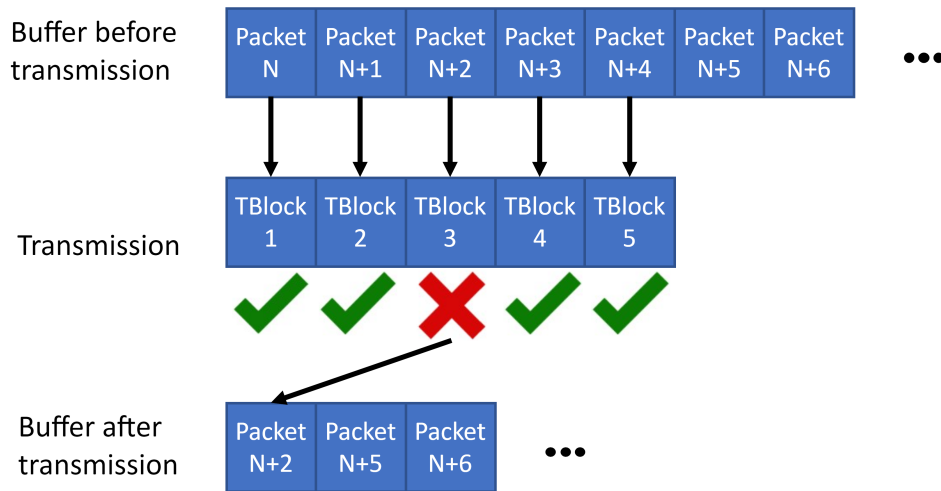 Buffer before
transmission
Packet
N
Packet
N+1
Packet
N+2
Packet
N+3
Packet
N+4
Packet
N+5
Packet
N+6
•••
Transmission
TBlock
1
TBlock
2
TBlock
3
TBlock
4
TBlock
5
Buffer after
transmission
Packet
N+2
Packet
N+5
Packet
N+6
•••